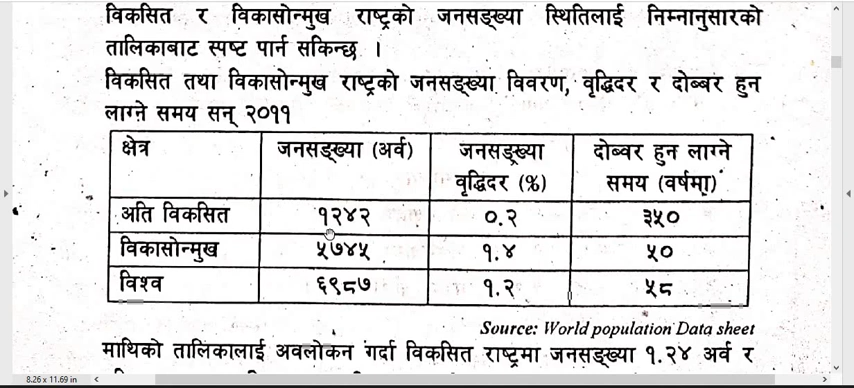 विकसित र विकासोन्मुख राष्ट्रको जनसङ्ख्या स्थितिलाई निम्नानुसारको
तालिकाबाट स्पष्ट पार्न सकिन्छ ।
विकसित तथा विकासोन्मुख राष्ट्रको जनसङ्ख्या विवरण, वृद्धिदर र दोब्बर हुन
लाग्ने समय सन् २०११
क्षेत्र जनसङ्ख्या (अर्व) जनसङ्ख्या वृद्धिदर (%) दोब्बर हुन लाग्ने समय (वर्षमा)
अति विकसित १२४२ ०.२ ३५०
विकासोन्मुख ५७४५ १.४ ५०
विश्व ६९८७ १.२ ५८
Source: World population Data sheet
माथिको तालिकालाई अवलोकन गर्दा विकसित राष्ट्रमा जनसङ्ख्या १.२४ अर्व र
8.26 x 11.69 in